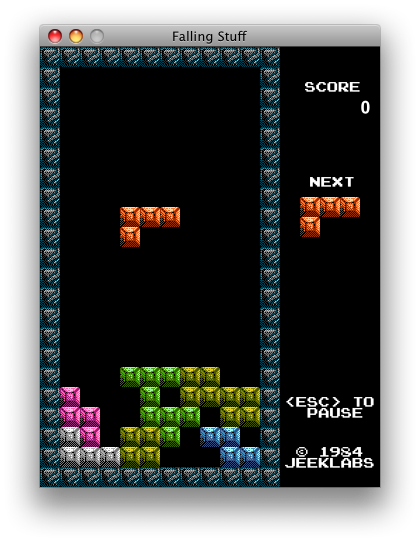 Falling Stuff
SCORE
0
NEXT
<ESC> TO
PAUSE
© 1984
JEEKLABS